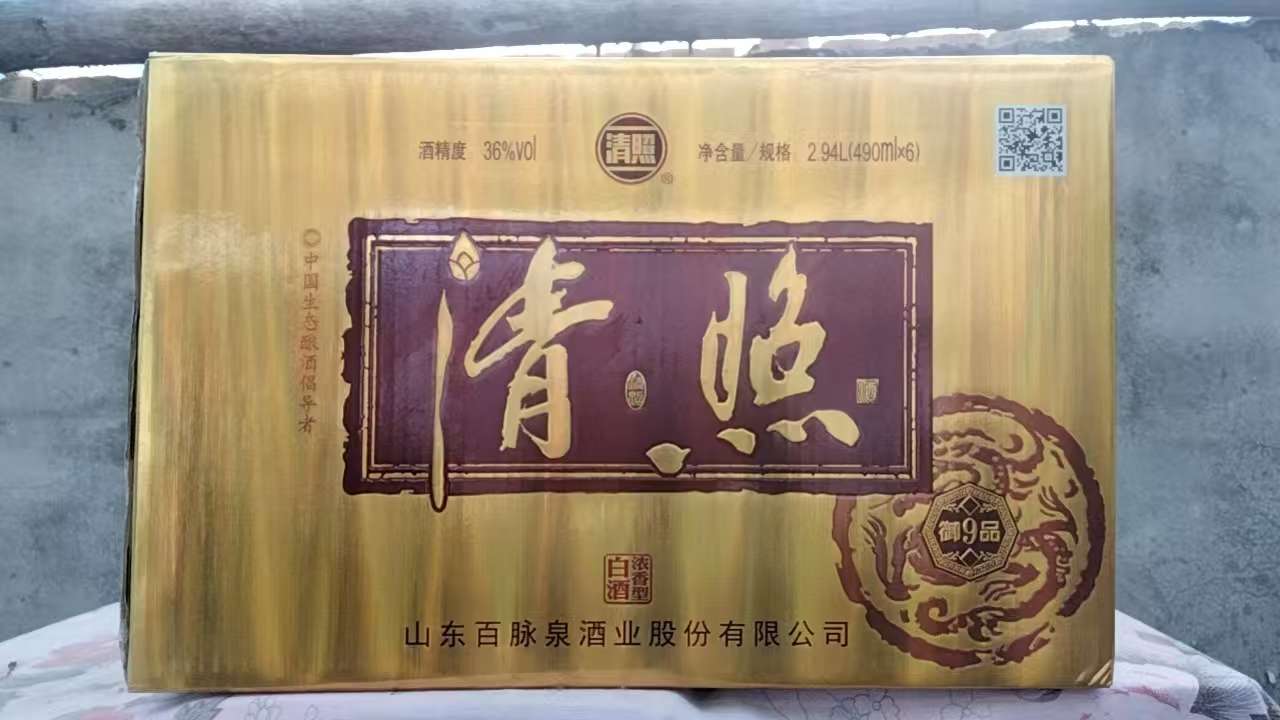 酒精度 36%vol
清照
®
净含量/规格 2.94L(490ml×6)
中国生态酿酒倡导者
清照
御9品
浓香型
白酒
山东百脉泉酒业股份有限公司